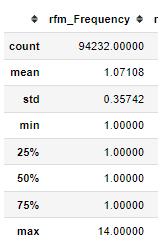 rfm_Frequency
count 94232.00000
mean 1.07108
std 0.35742
min 1.00000
25% 1.00000
50% 1.00000
75% 1.00000
max 14.00000